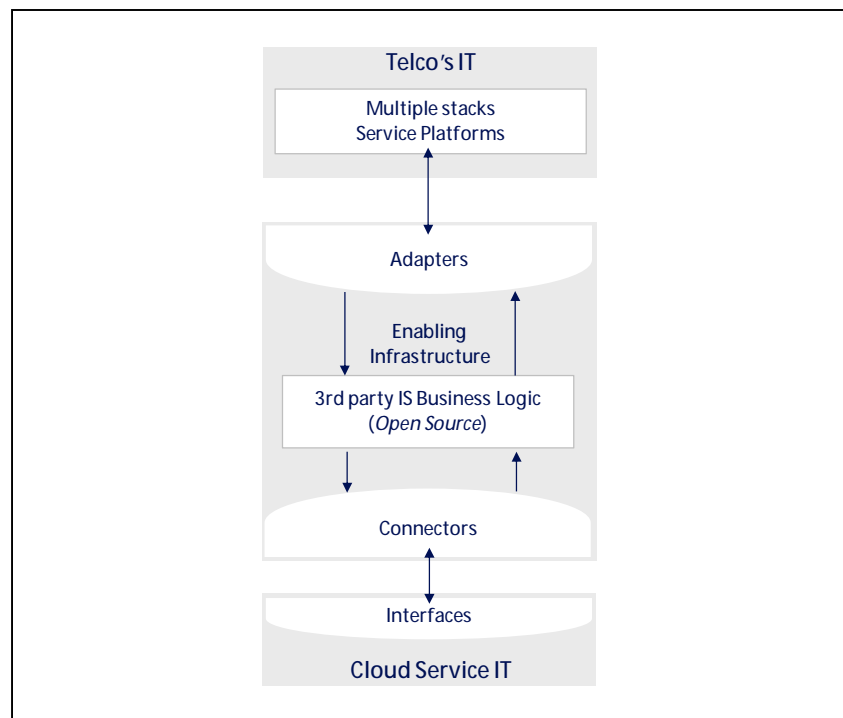 Telco's IT
Multiple stacks
Service Platforms
Adapters
Enabling
Infrastructure
3rd party IS Business Logic
(Open Source)
Connectors
Interfaces
Cloud Service IT